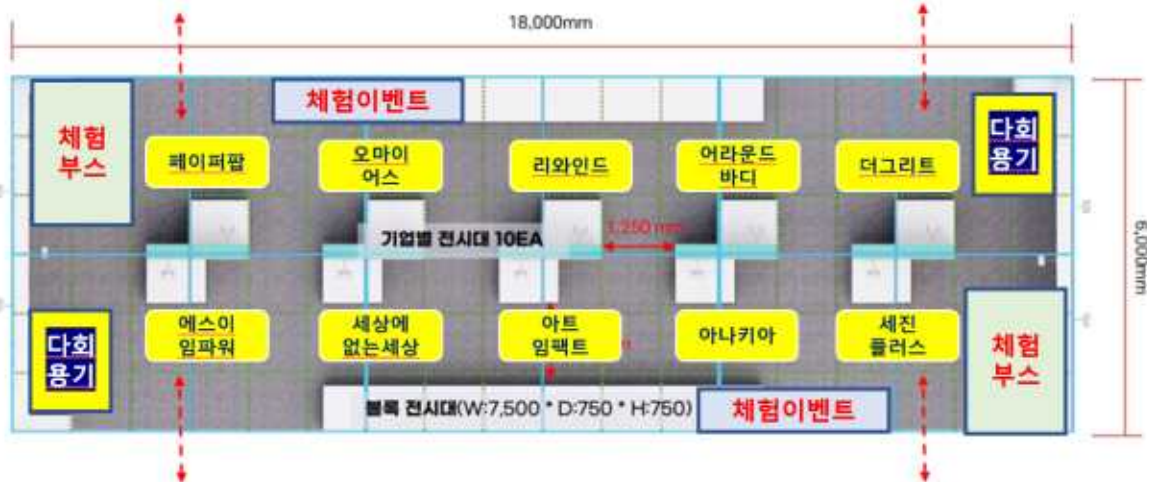 18,000mm
체험이벤트
체험
부스
다회
용기
페이퍼팝
오마이
어스
리와인드
어라운드
바디
더그리트
기업별 전시대 10EA
1,250 mm
6,000mm
에스이
임파워
세상에
없는세상
아트
임팩트
아나키아
세진
플러스
다회
용기
체험
부스
블록 전시대(W:7,500 * D:750 * H:750)
체험이벤트